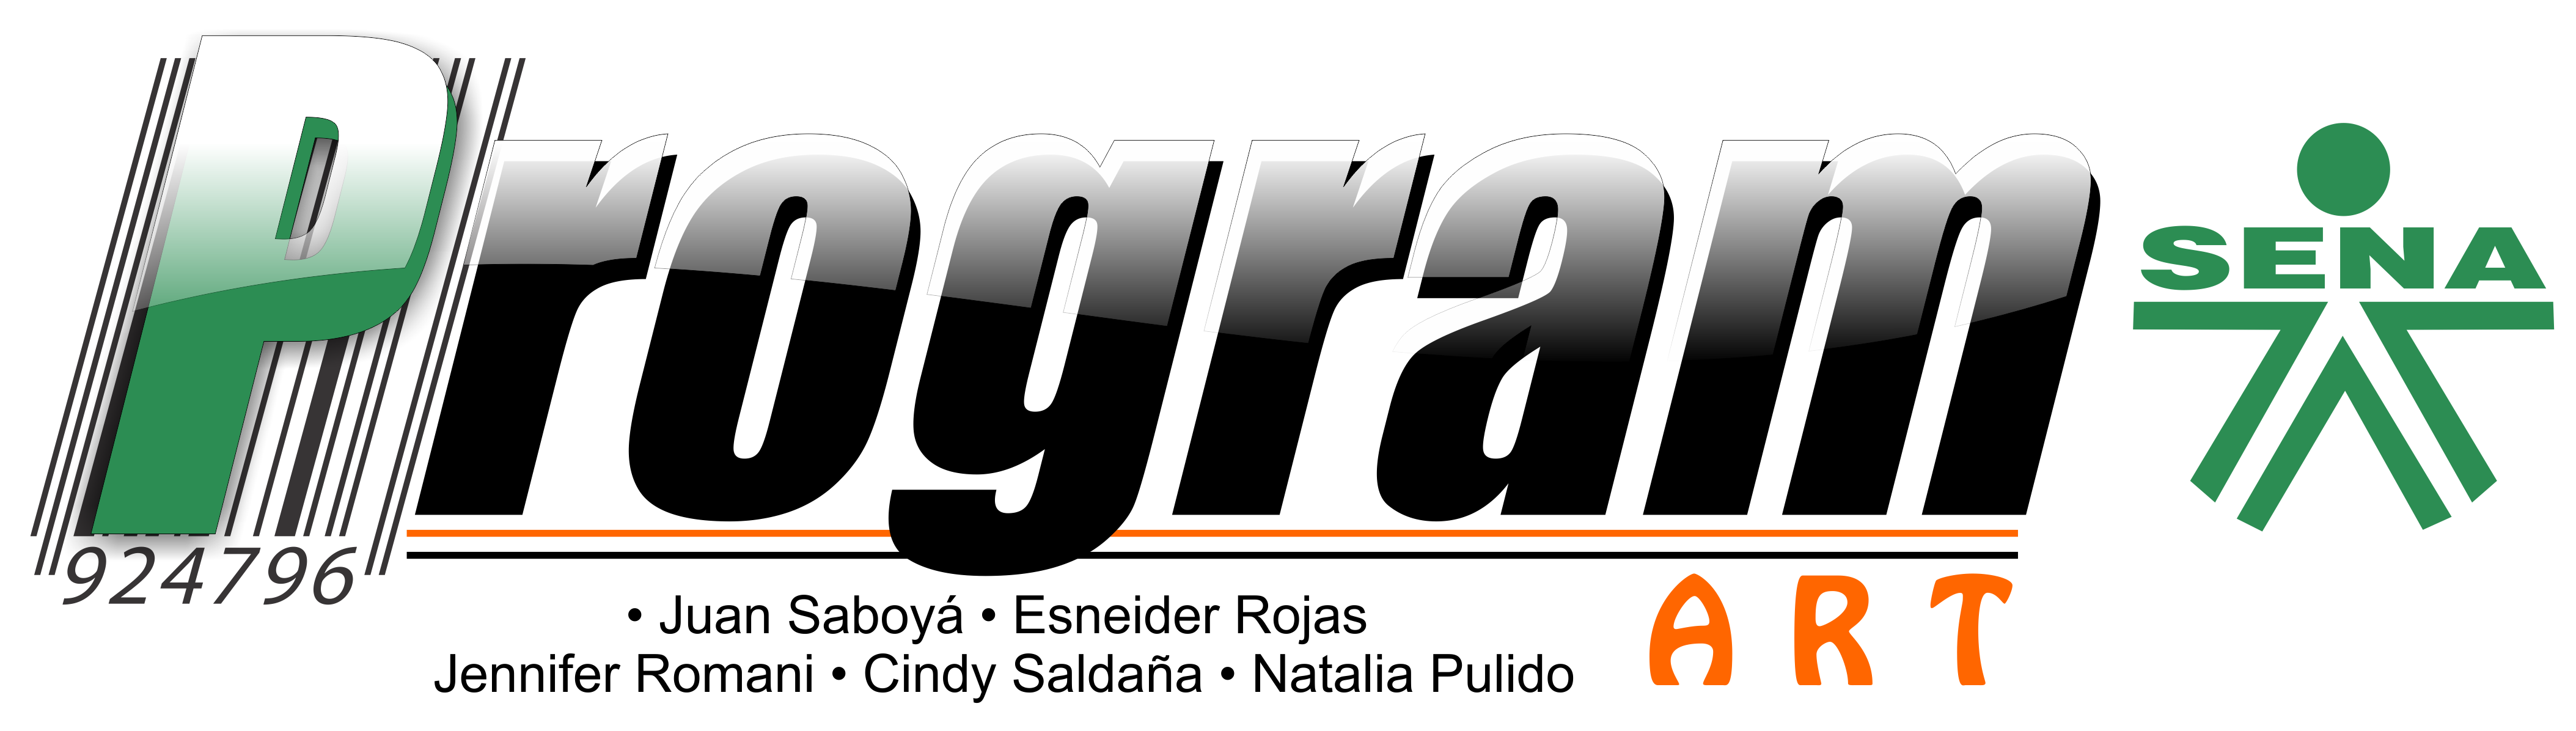 Program
SENA
924796
ART
• Juan Saboyá • Esneider Rojas
Jennifer Romani • Cindy Saldaña • Natalia Pulido